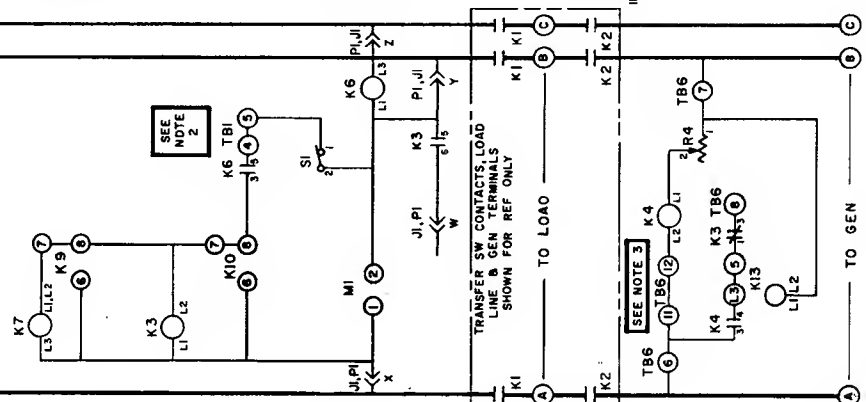 P1,J1
Z
K1
C
K2
C
K1
B
K2
B
K6
L3
L1
P1,J1
Y
TB6
7
SEE
NOTE
2
TB1
5
4
K6
3
5
S1
1
2
K3
6
5
J1,P1
W
R4
2
1
K4
L1
L2
K3
TB6
8
1
3
5
7
K9
8
6
7
8
K10
6
M1
2
1
TRANSFER SW CONTACTS, LOAD
LINE & GEN TERMINALS
SHOWN FOR REF ONLY
TO LOAD
SEE NOTE 3
12
TB6
11
L3
K13
L1
L2
K4
3
4
TO GEN
K7
L1,L2
L3
K3
L2
L1
J1,P1
X
TB6
6
K1
A
K2
A